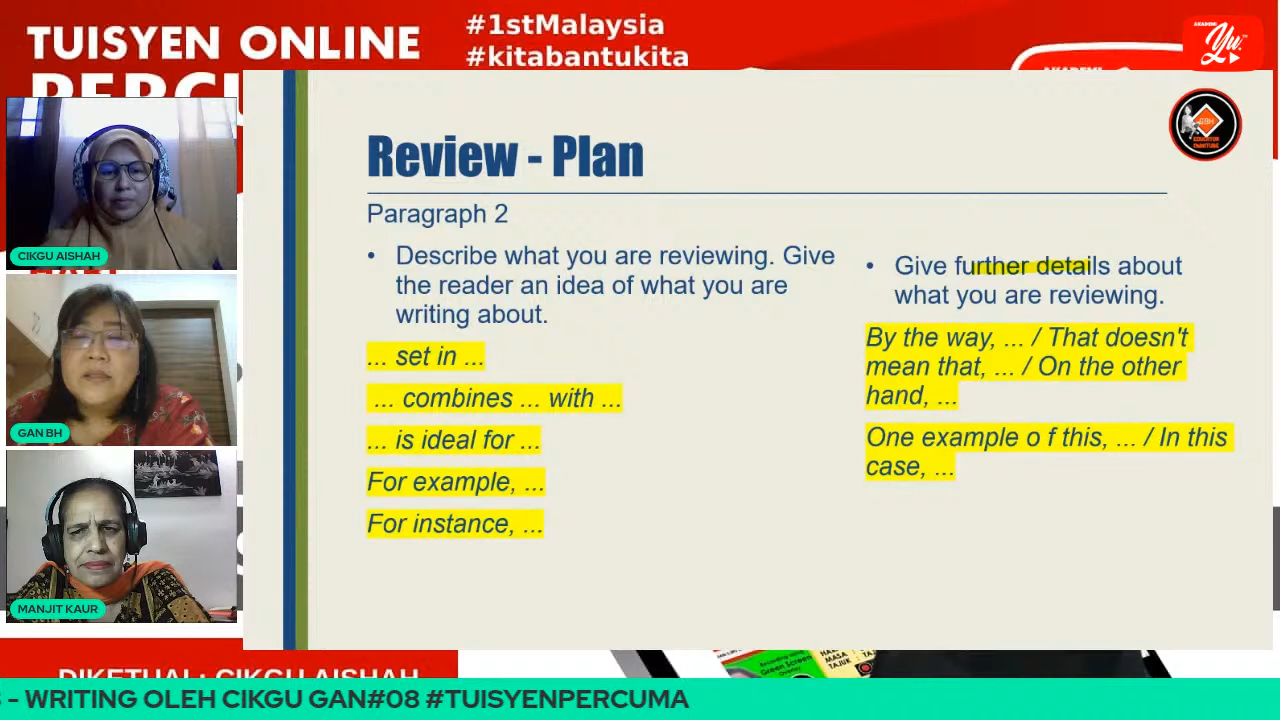 TUISYEN ONLINE
#1stMalaysia
#kitabantukita
AKADEMI
Yu
Review - Plan
Paragraph 2
• Describe what you are reviewing. Give
the reader an idea of what you are
writing about.
... set in ...
... combines ... with ...
... is ideal for ...
For example, ...
For instance, ...
• Give further details about
what you are reviewing.
By the way, ... / That doesn't
mean that, ... / On the other
hand, ...
One example o f this, ... / In this
case, ...
CIKGU AISHAH
GAN BH
MANJIT KAUR
- WRITING OLEH CIKGU GAN#08 #TUISYENPERCUMA